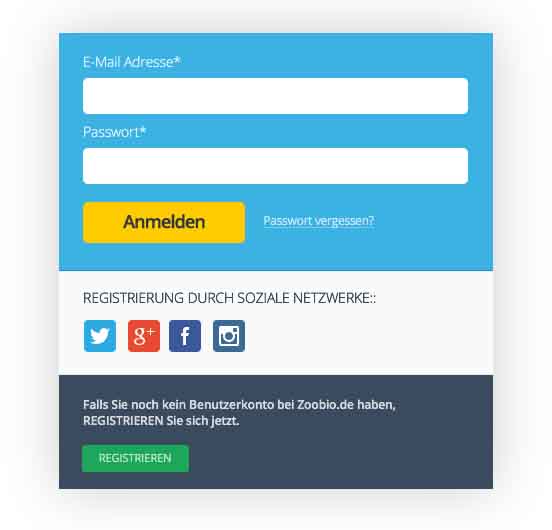 E-Mail Adresse*
Passwort*
Anmelden
Passwort vergessen?
REGISTRIERUNG DURCH SOZIALE NETZWERKE::
g+
f
Falls Sie noch kein Benutzerkonto bei Zoobio.de haben,
REGISTRIEREN Sie sich jetzt.
REGISTRIEREN